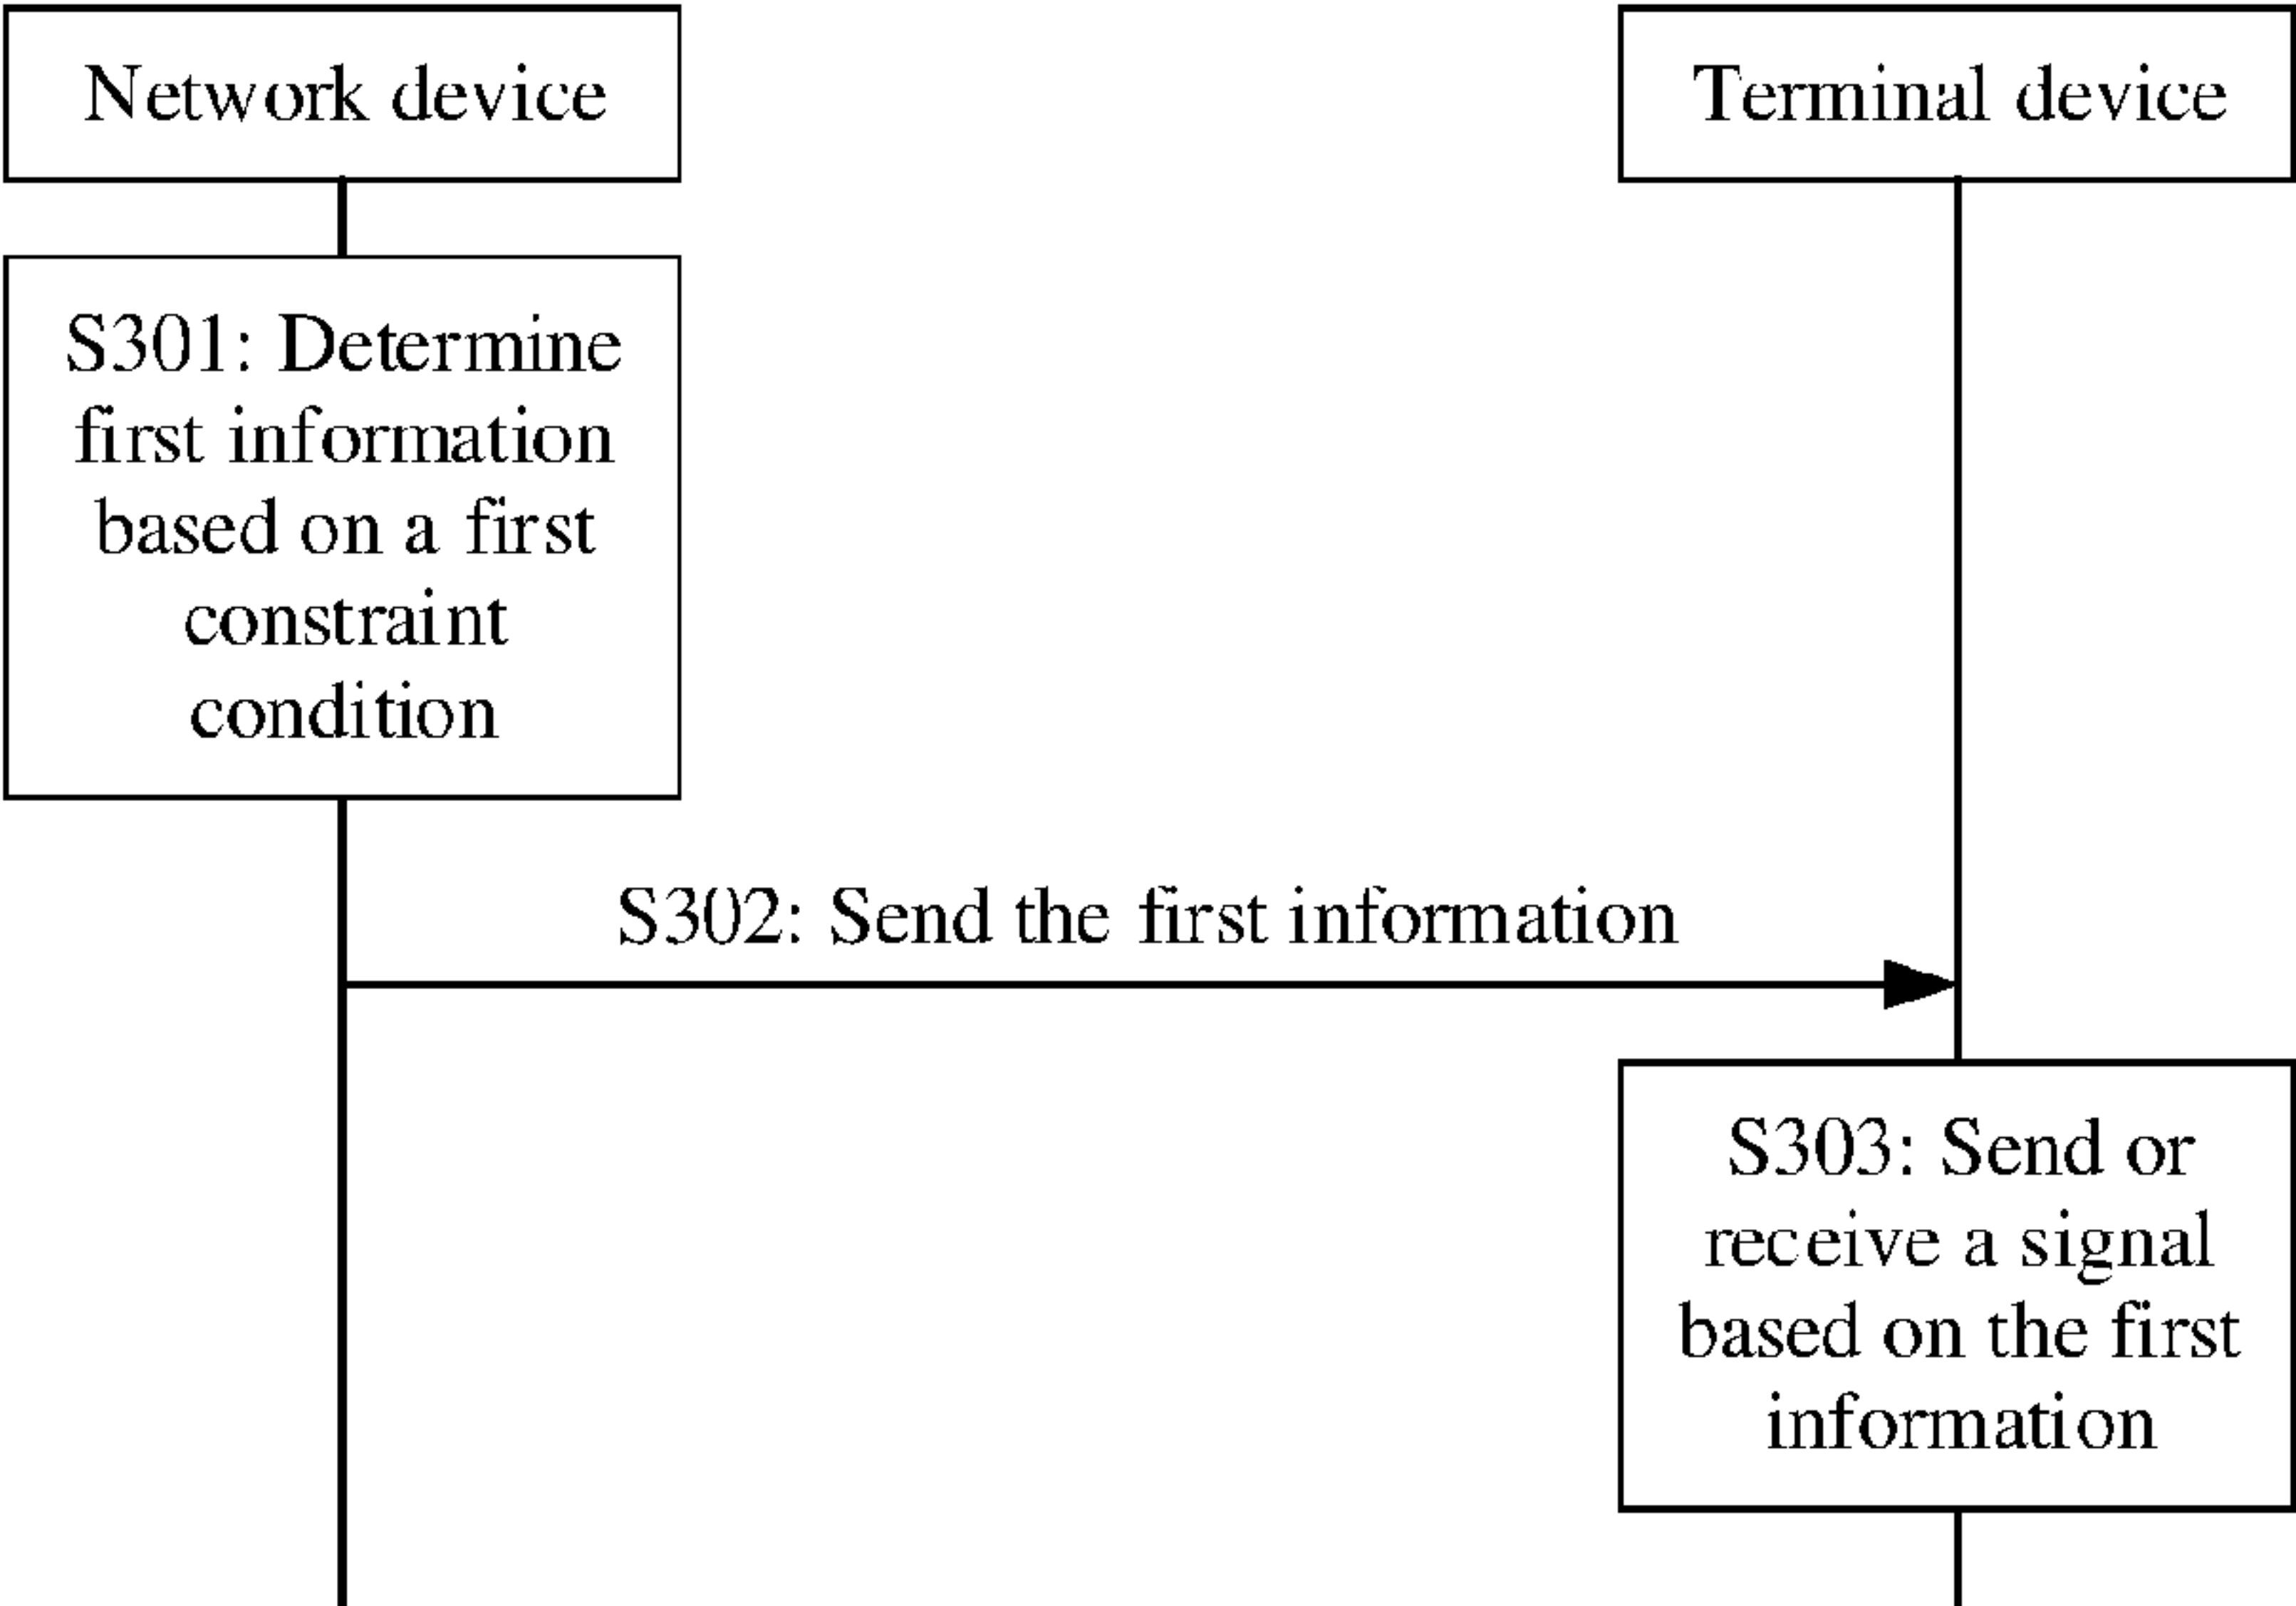 Network device
Terminal device
S301: Determine
first information
based on a first
constraint
condition
S302: Send the first information
S303: Send or
receive a signal
based on the first
information